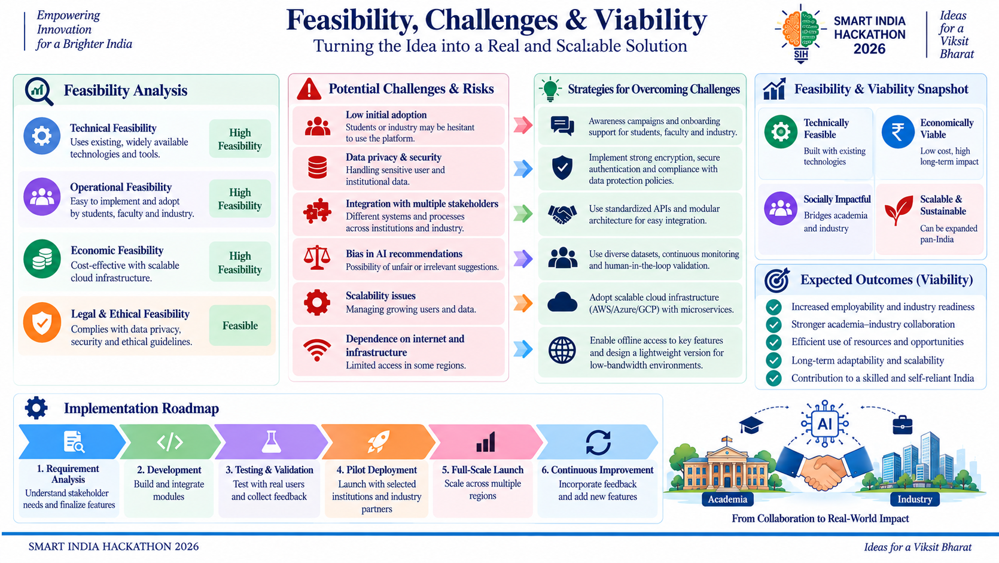 Empowering
Innovation
for a Brighter India
Feasibility, Challenges & Viability
Turning the Idea into a Real and Scalable Solution
SIH
SMART INDIA
HACKATHON
2026
Ideas
for a
Viksit
Bharat
Feasibility Analysis
Technical Feasibility
Uses existing, widely available
technologies and tools.
High
Feasibility
Operational Feasibility
Easy to implement and adopt
by students, faculty and industry.
High
Feasibility
Economic Feasibility
Cost-effective with scalable
cloud infrastructure.
High
Feasibility
Legal & Ethical Feasibility
Complies with data privacy,
security and ethical guidelines.
Feasible
Potential Challenges & Risks
Low initial adoption
Students or industry may be hesitant
to use the platform.
Data privacy & security
Handling sensitive user and
institutional data.
Integration with multiple stakeholders
Different systems and processes
across institutions and industry.
Bias in AI recommendations
Possibility of unfair or irrelevant suggestions.
Scalability issues
Managing growing users and data.
Dependence on internet and
infrastructure
Limited access in some regions.
Strategies for Overcoming Challenges
Awareness campaigns and onboarding
support for students, faculty and industry.
Implement strong encryption, secure
authentication and compliance with
data protection policies.
Use standardized APIs and modular
architecture for easy integration.
Use diverse datasets, continuous monitoring
and human-in-the-loop validation.
Adopt scalable cloud infrastructure
(AWS/Azure/GCP) with microservices.
Enable offline access to key features
and design a lightweight version for
low-bandwidth environments.
Feasibility & Viability Snapshot
Technically
Feasible
Built with existing
technologies
₹
Economically
Viable
Low cost, high
long-term impact
Socially Impactful
Bridges academia
and industry
Scalable &
Sustainable
Can be expanded
pan-India
Expected Outcomes (Viability)
Increased employability and industry readiness
Stronger academia–industry collaboration
Efficient use of resources and opportunities
Long-term adaptability and scalability
Contribution to a skilled and self-reliant India
Implementation Roadmap
</>
1. Requirement
Analysis
Understand stakeholder
needs and finalize features
2. Development
Build and integrate
modules
3. Testing & Validation
Test with real users
and collect feedback
4. Pilot Deployment
Launch with selected
institutions and industry
partners
5. Full-Scale Launch
Scale across multiple
regions
6. Continuous Improvement
Incorporate feedback
and add new features
AI
Academia
Industry
From Collaboration to Real-World Impact
SMART INDIA HACKATHON 2026
Ideas for a Viksit Bharat